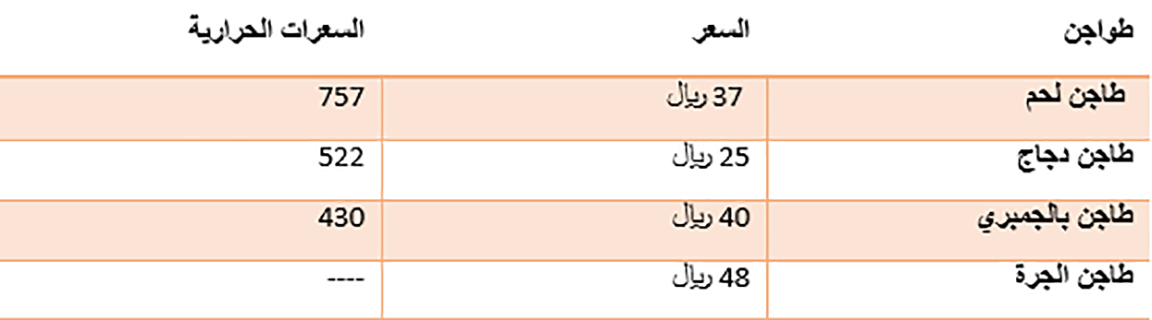 طواجن السعر السعرات الحرارية
طاجن لحم 37 ريال 757
طاجن دجاج 25 ريال 522
طاجن بالجمبري 40 ريال 430
طاجن الجرة 48 ريال ----